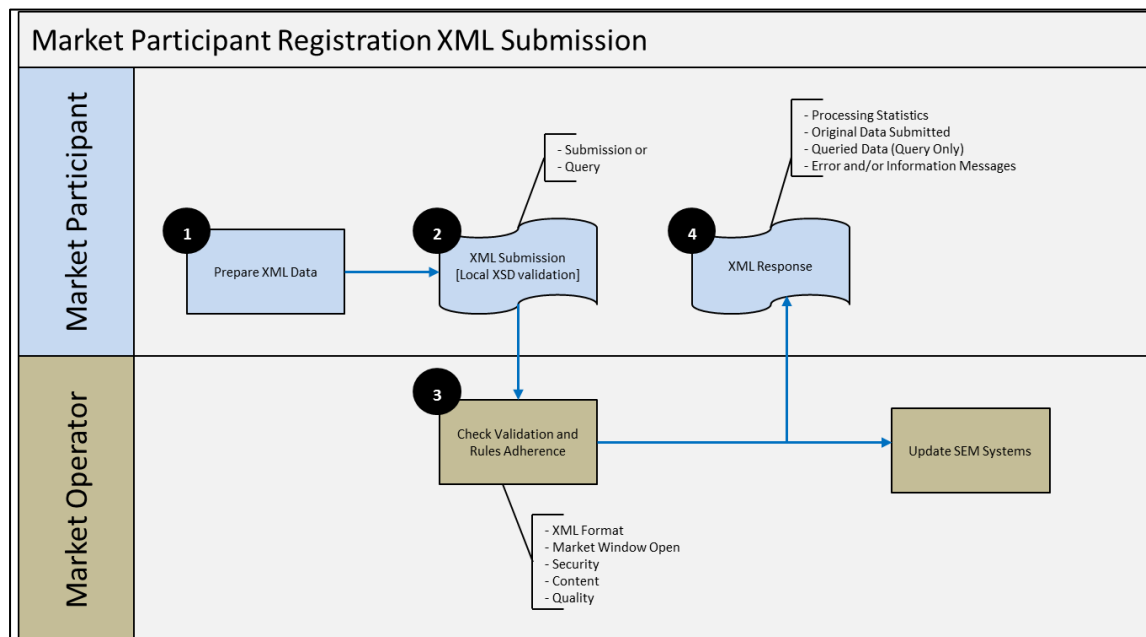 Market Participant Registration XML Submission
Market Participant
- Submission or
- Query
- Processing Statistics
- Original Data Submitted
- Queried Data (Query Only)
- Error and/or Information Messages
1
Prepare XML Data
2
XML Submission
[Local XSD validation]
4
XML Response
Market Operator
3
Check Validation and
Rules Adherence
Update SEM Systems
- XML Format
- Market Window Open
- Security
- Content
- Quality